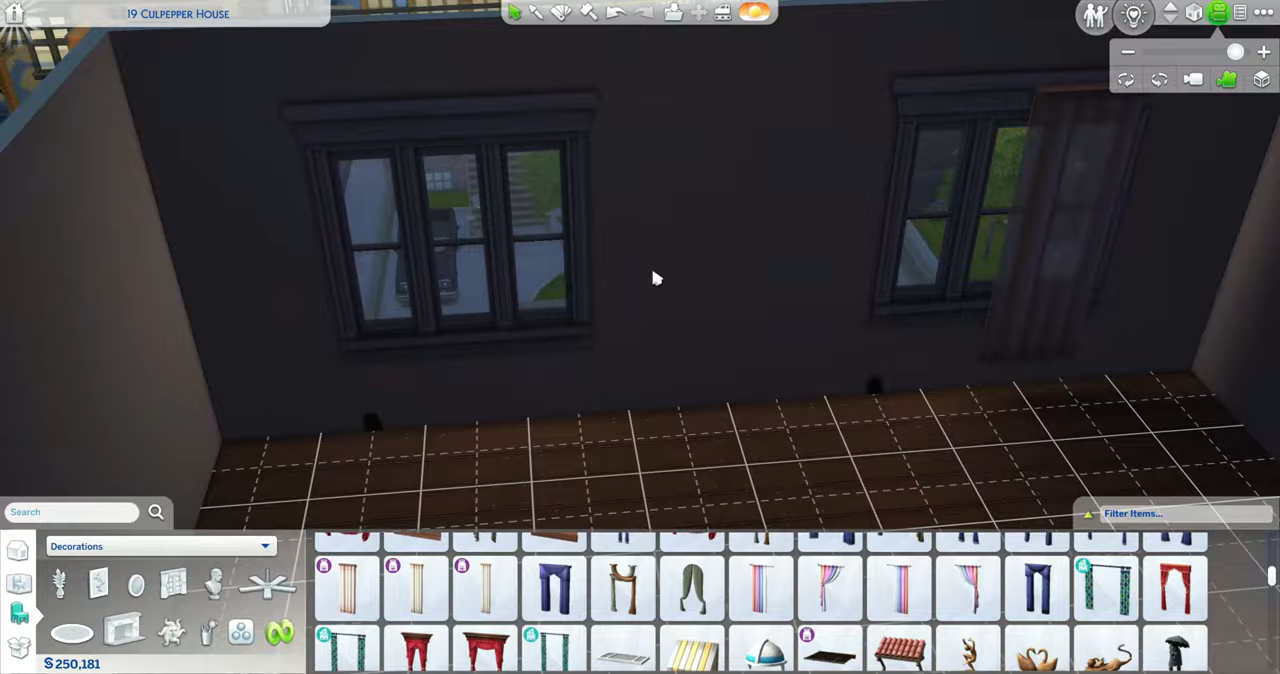 19 CULPEPPER HOUSE
Search
Filter Items...
Decorations
§250,181